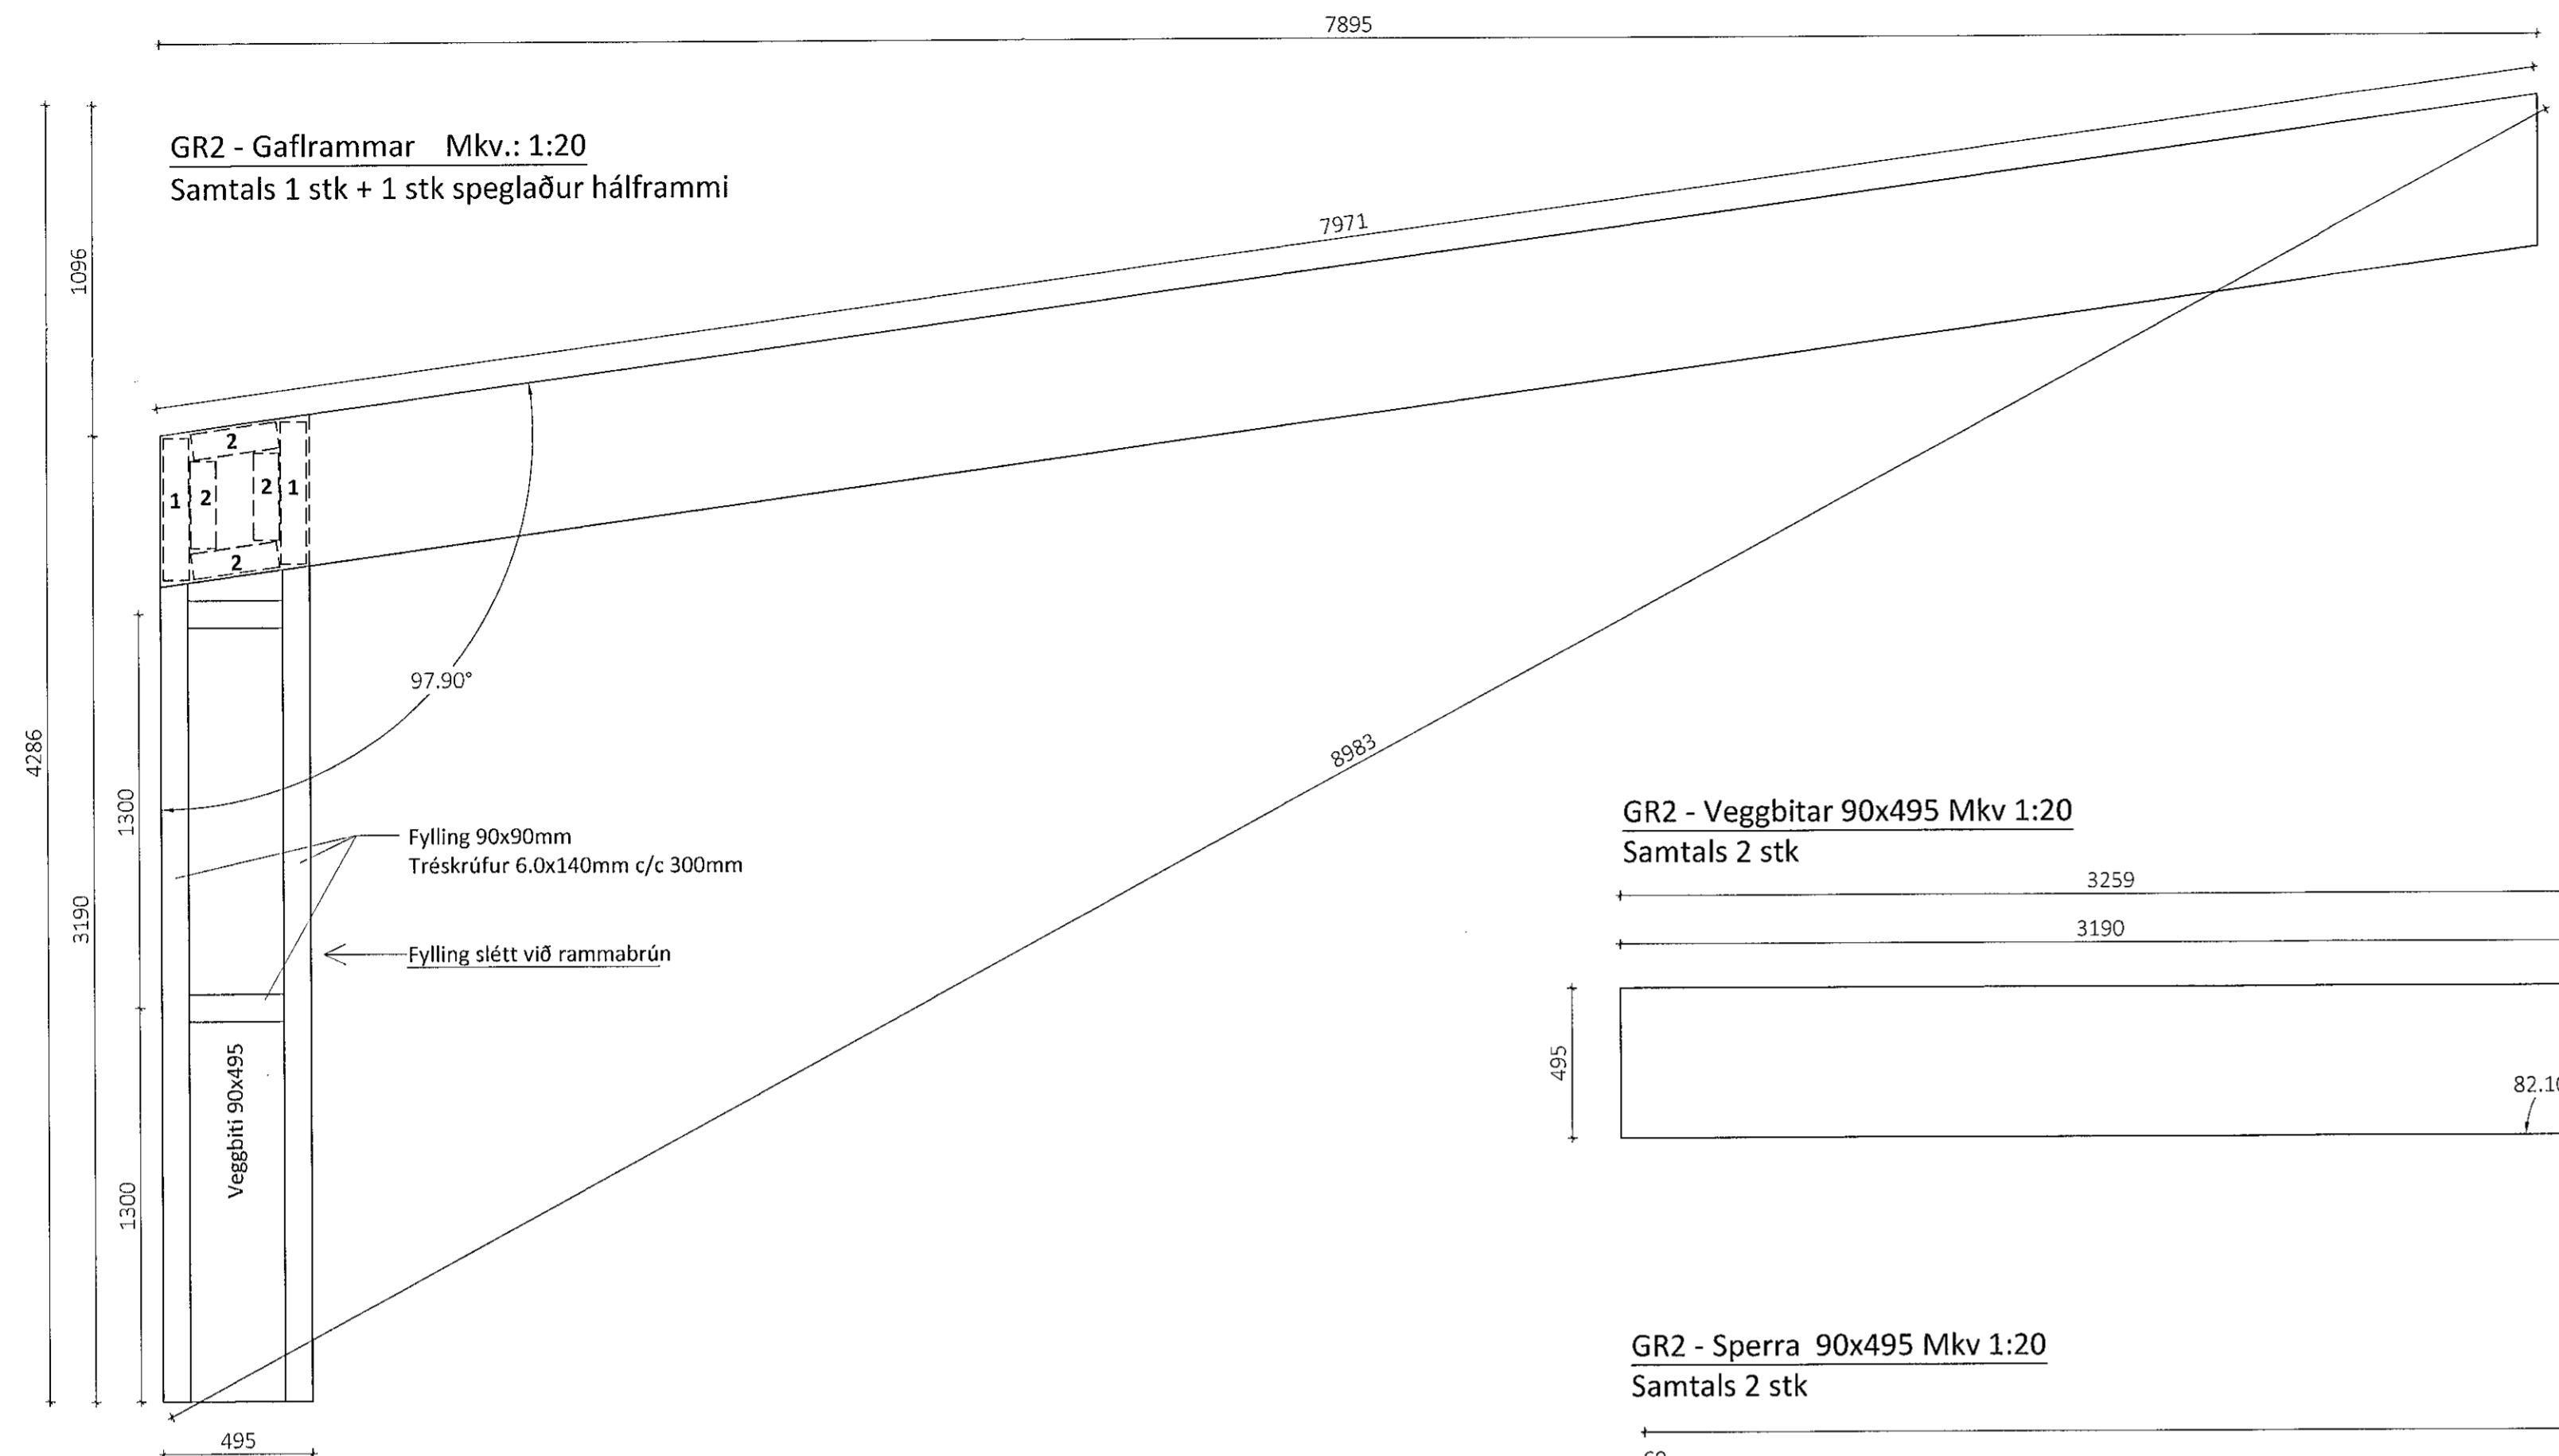 7895
GR2 - Gaflrammar Mkv.: 1:20
Samtals 1 stk + 1 stk speglaður hálframmi
7971
1096
2
1
2
2
1
2
97.90°
4286
8983
1300
GR2 - Veggbitar 90x495 Mkv 1:20
Samtals 2 stk
Fylling 90x90mm
Tréskrúfur 6.0x140mm c/c 300mm
3259
3190
3190
Fylling slétt við rammabrún
495
82.10
Veggbiti 90x495
1300
GR2 - Sperra 90x495 Mkv 1:20
Samtals 2 stk
495